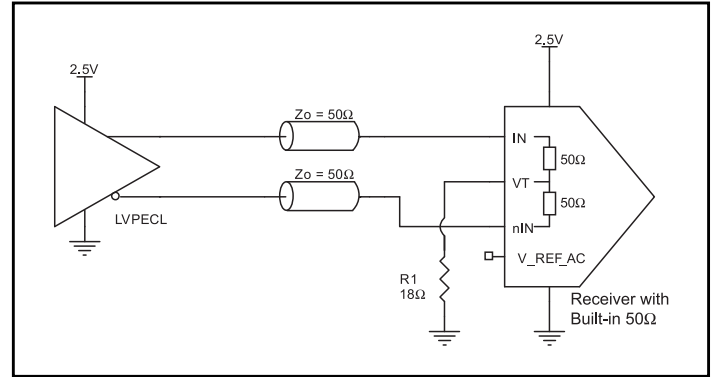 2.5V
2.5V
Zo = 50Ω
IN
50Ω
Zo = 50Ω
VT
50Ω
LVPECL
nIN
V_REF_AC
R1
18Ω
Receiver with
Built-in 50Ω